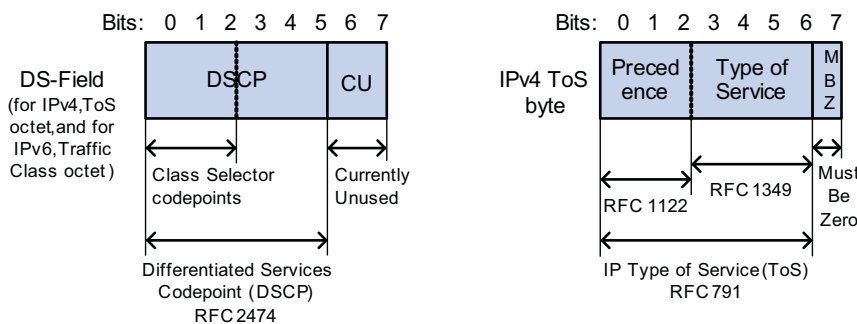 Bits: 0 1 2 3 4 5 6 7
DS-Field
(for IPv4,ToS
octet,and for
IPv6,Traffic
Class octet)
DSCP
CU
Class Selector
codepoints
Currently
Unused
Differentiated Services
Codepoint (DSCP)
RFC 2474
Bits: 0 1 2 3 4 5 6 7
IPv4 ToS
byte
Preced
ence
Type of
Service
M
B
Z
RFC 1122
RFC 1349
Must
Be
Zero
IP Type of Service (ToS)
RFC 791